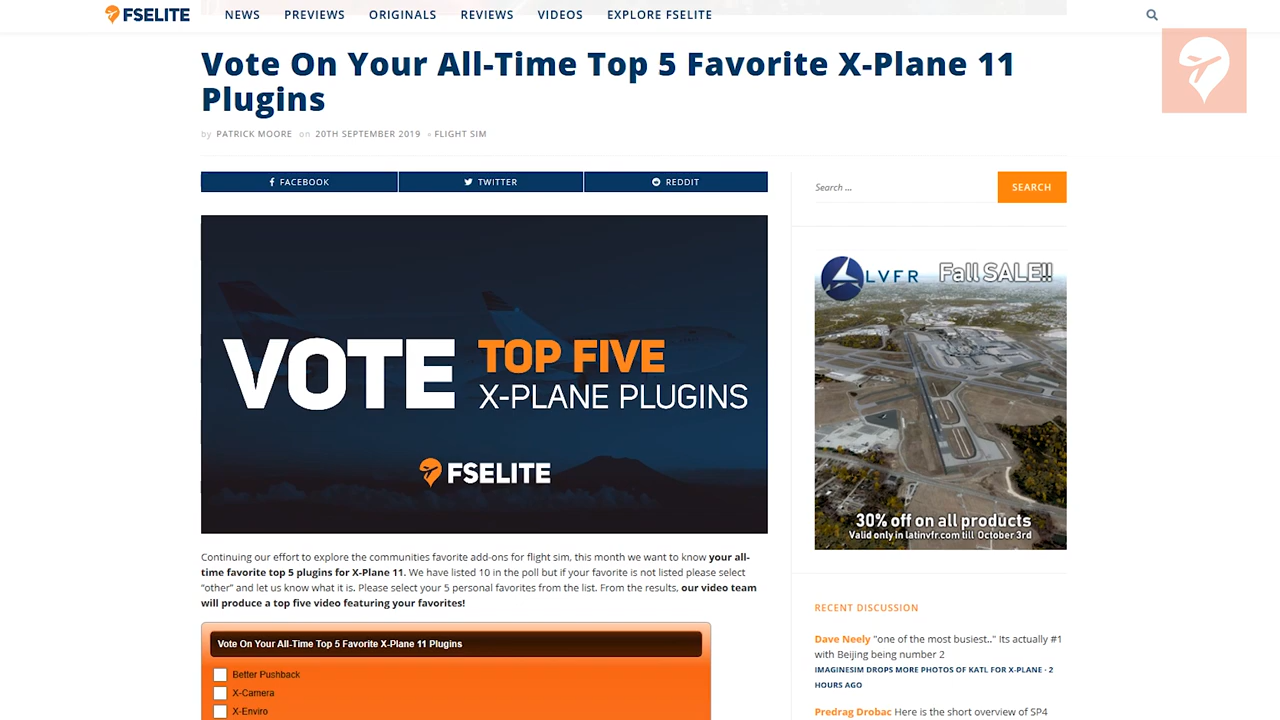 FSELITE
NEWS PREVIEWS ORIGINALS REVIEWS VIDEOS EXPLORE FSELITE
Vote On Your All-Time Top 5 Favorite X-Plane 11
Plugins
by PATRICK MOORE on 20TH SEPTEMBER 2019 • FLIGHT SIM
FACEBOOK TWITTER REDDIT
VOTE TOP FIVE
X-PLANE PLUGINS
FSELITE
Continuing our effort to explore the communities favorite add-ons for flight sim, this month we want to know your all-
time favorite top 5 plugins for X-Plane 11. We have listed 10 in the poll but if your favorite is not listed please select
“other” and let us know what it is. Please select your 5 personal favorites from the list. From the results, our video team
will produce a top five video featuring your favorites!
Vote On Your All-Time Top 5 Favorite X-Plane 11 Plugins
Better Pushback
X-Camera
X-Enviro
Search ...
SEARCH
LVFR Fall SALE!!
30% off on all products
Valid only in latinvfr.com till October 3rd
RECENT DISCUSSION
Dave Neely "one of the most busiest.." Its actually #1
with Beijing being number 2
IMAGINESIM DROPS MORE PHOTOS OF KATL FOR X-PLANE · 2
HOURS AGO
Predrag Drobac Here is the short overview of SP4